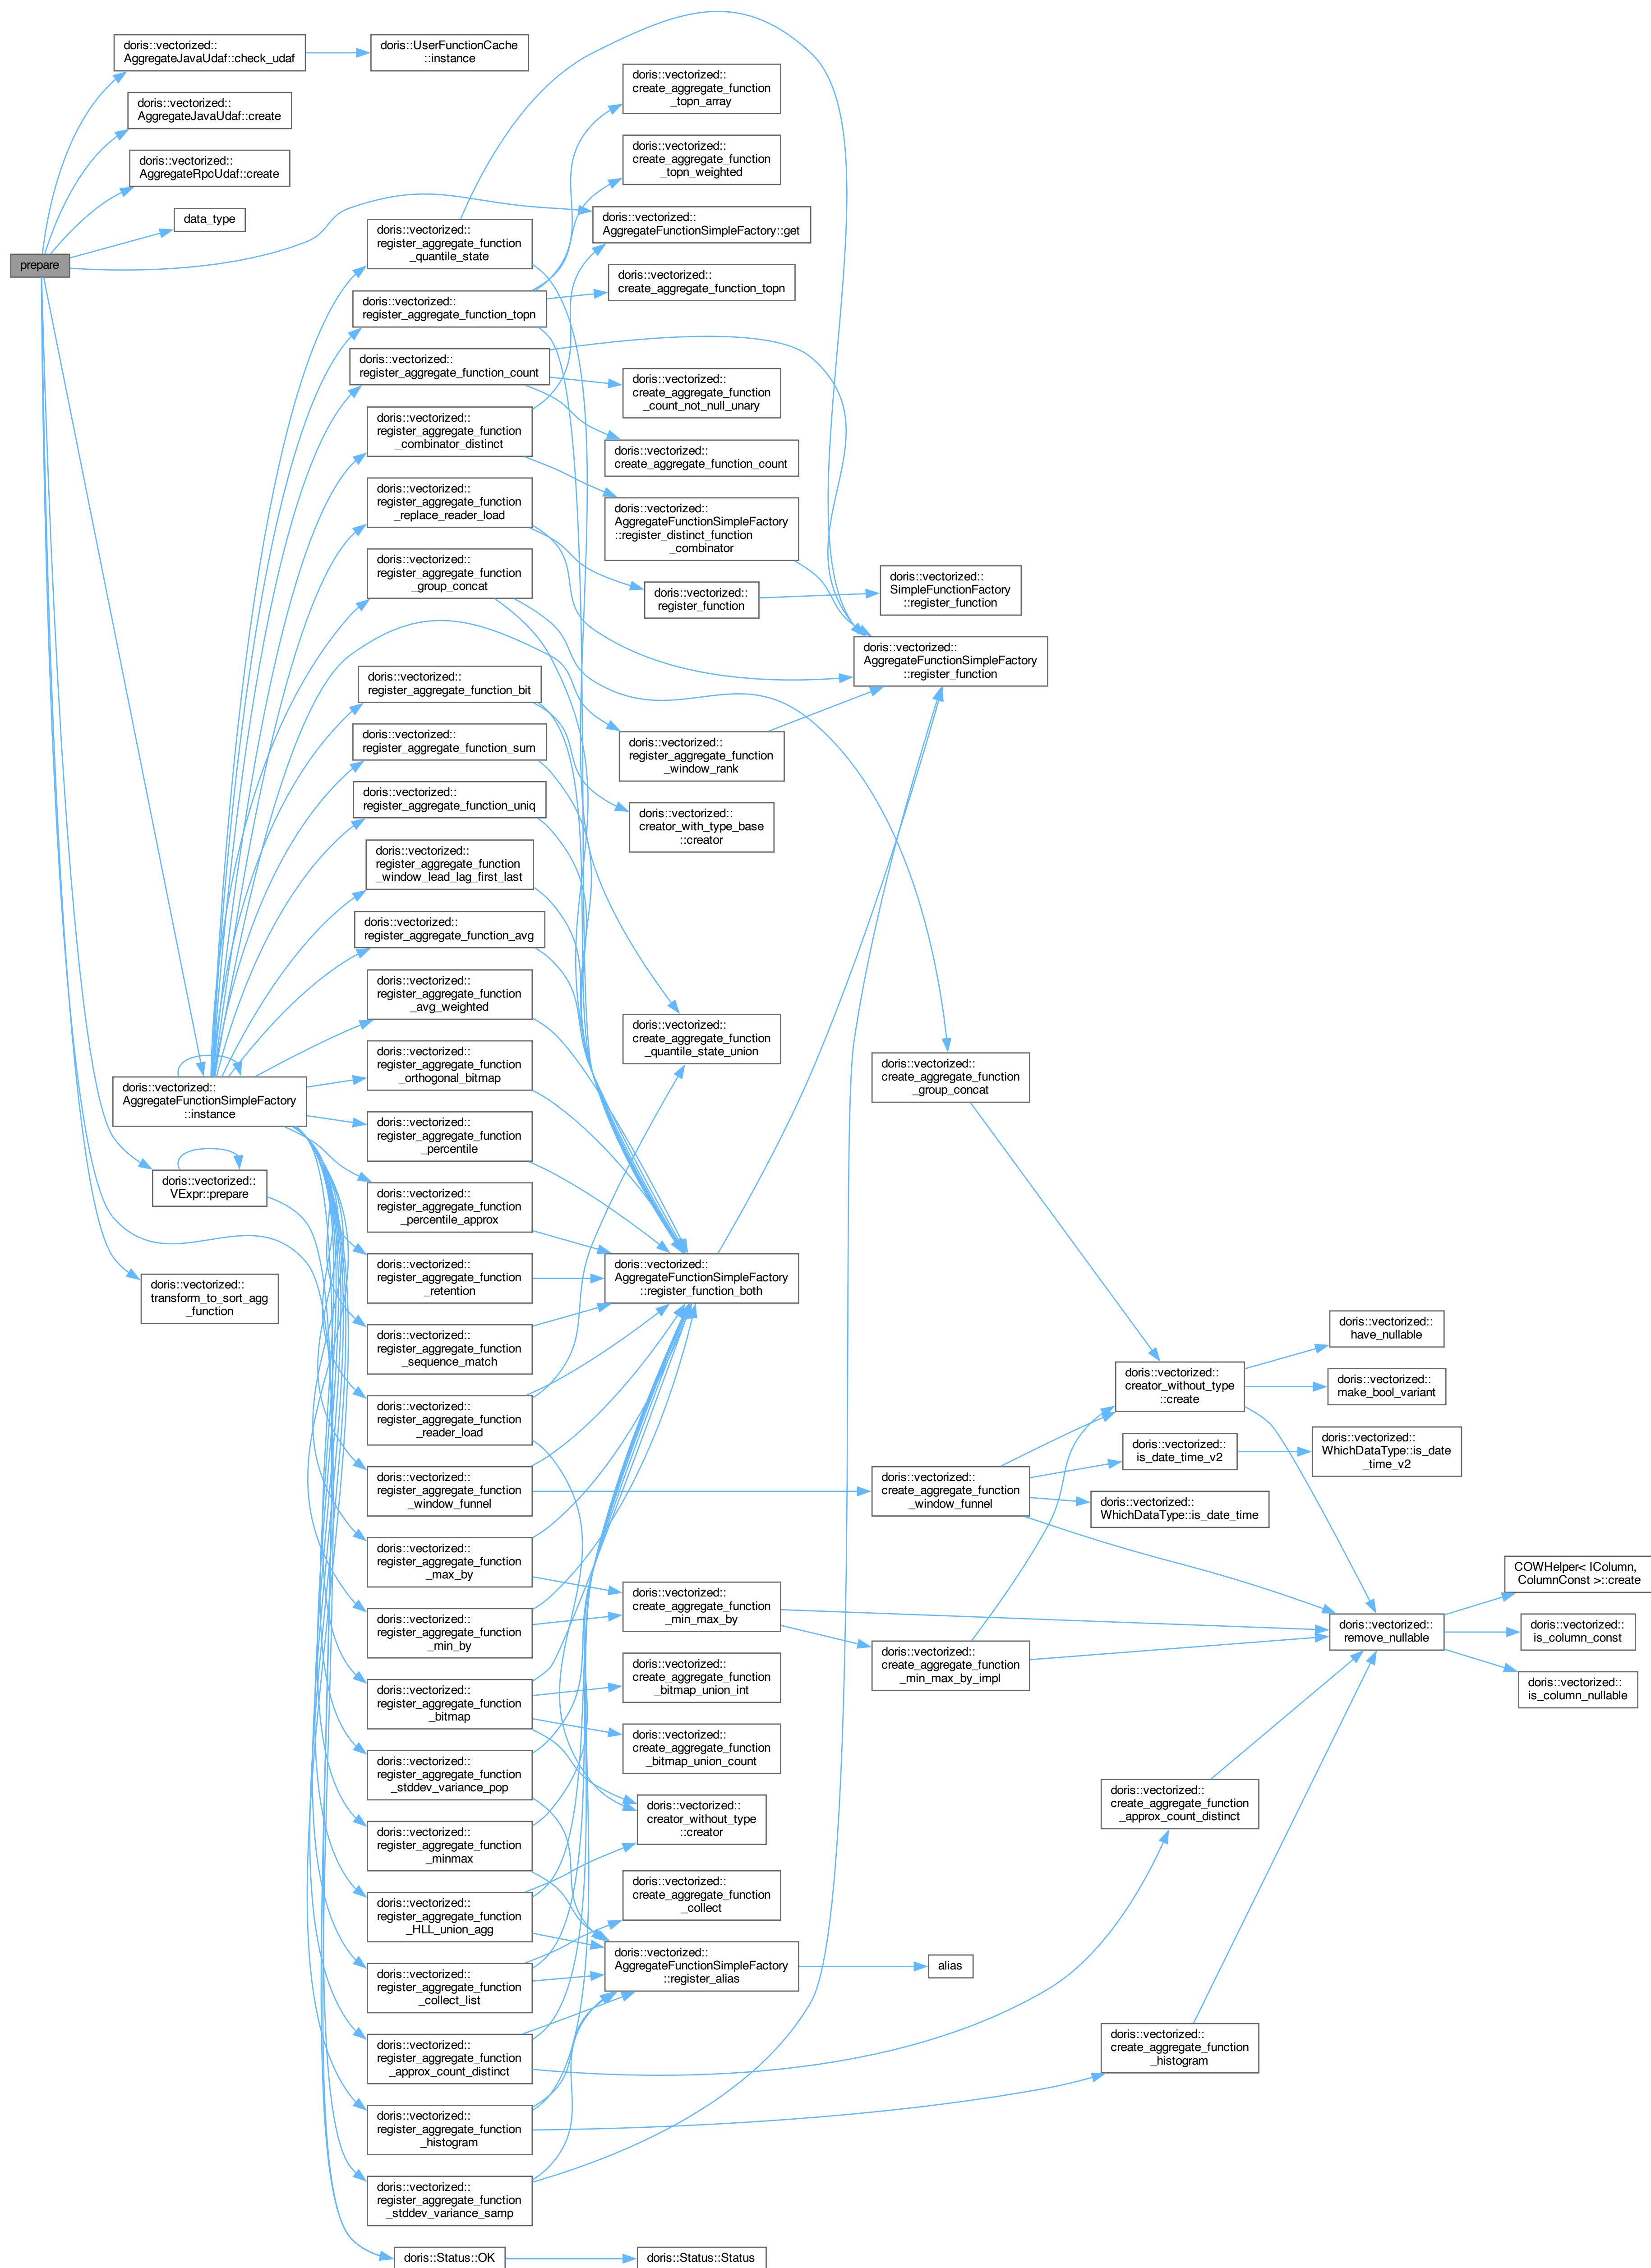 prepare
doris::vectorized::
AggregateJavaUdaf::check_udaf
doris::UserFunctionCache
::instance
doris::vectorized::
AggregateJavaUdaf::create
doris::vectorized::
AggregateRpcUdaf::create
data_type
doris::vectorized::
AggregateFunctionSimpleFactory
::instance
doris::vectorized::
VExpr::prepare
doris::vectorized::
transform_to_sort_agg
_function
doris::vectorized::
register_aggregate_function
_quantile_state
doris::vectorized::
register_aggregate_function_topn
doris::vectorized::
register_aggregate_function_count
doris::vectorized::
register_aggregate_function
_combinator_distinct
doris::vectorized::
register_aggregate_function
_replace_reader_load
doris::vectorized::
register_aggregate_function
_group_concat
doris::vectorized::
register_aggregate_function_bit
doris::vectorized::
register_aggregate_function_sum
doris::vectorized::
register_aggregate_function_uniq
doris::vectorized::
register_aggregate_function
_window_lead_lag_first_last
doris::vectorized::
register_aggregate_function_avg
doris::vectorized::
register_aggregate_function
_avg_weighted
doris::vectorized::
register_aggregate_function
_orthogonal_bitmap
doris::vectorized::
register_aggregate_function
_percentile
doris::vectorized::
register_aggregate_function
_percentile_approx
doris::vectorized::
register_aggregate_function
_retention
doris::vectorized::
register_aggregate_function
_sequence_match
doris::vectorized::
register_aggregate_function
_reader_load
doris::vectorized::
register_aggregate_function
_window_funnel
doris::vectorized::
register_aggregate_function
_max_by
doris::vectorized::
register_aggregate_function
_min_by
doris::vectorized::
register_aggregate_function
_bitmap
doris::vectorized::
register_aggregate_function
_stddev_variance_pop
doris::vectorized::
register_aggregate_function
_minmax
doris::vectorized::
register_aggregate_function
_HLL_union_agg
doris::vectorized::
register_aggregate_function
_collect_list
doris::vectorized::
register_aggregate_function
_approx_count_distinct
doris::vectorized::
register_aggregate_function
_histogram
doris::vectorized::
register_aggregate_function
_stddev_variance_samp
doris::Status::OK
doris::vectorized::
create_aggregate_function
_topn_array
doris::vectorized::
create_aggregate_function
_topn_weighted
doris::vectorized::
AggregateFunctionSimpleFactory::get
doris::vectorized::
create_aggregate_function_topn
doris::vectorized::
create_aggregate_function
_count_not_null_unary
doris::vectorized::
create_aggregate_function_count
doris::vectorized::
AggregateFunctionSimpleFactory
::register_distinct_function
_combinator
doris::vectorized::
register_function
doris::vectorized::
register_aggregate_function
_window_rank
doris::vectorized::
creator_with_type_base
::creator
doris::vectorized::
create_aggregate_function
_quantile_state_union
doris::vectorized::
AggregateFunctionSimpleFactory
::register_function_both
doris::vectorized::
create_aggregate_function
_min_max_by
doris::vectorized::
create_aggregate_function
_bitmap_union_int
doris::vectorized::
create_aggregate_function
_bitmap_union_count
doris::vectorized::
creator_without_type
::creator
doris::vectorized::
create_aggregate_function
_collect
doris::vectorized::
AggregateFunctionSimpleFactory
::register_alias
doris::Status::Status
doris::vectorized::
SimpleFunctionFactory
::register_function
doris::vectorized::
AggregateFunctionSimpleFactory
::register_function
doris::vectorized::
create_aggregate_function
_group_concat
doris::vectorized::
create_aggregate_function
_window_funnel
doris::vectorized::
create_aggregate_function
_min_max_by_impl
alias
doris::vectorized::
creator_without_type
::create
doris::vectorized::
is_date_time_v2
doris::vectorized::
WhichDataType::is_date_time
doris::vectorized::
create_aggregate_function
_approx_count_distinct
doris::vectorized::
create_aggregate_function
_histogram
doris::vectorized::
have_nullable
doris::vectorized::
make_bool_variant
doris::vectorized::
WhichDataType::is_date
_time_v2
doris::vectorized::
remove_nullable
COWHelper< IColumn,
ColumnConst >::create
doris::vectorized::
is_column_const
doris::vectorized::
is_column_nullable